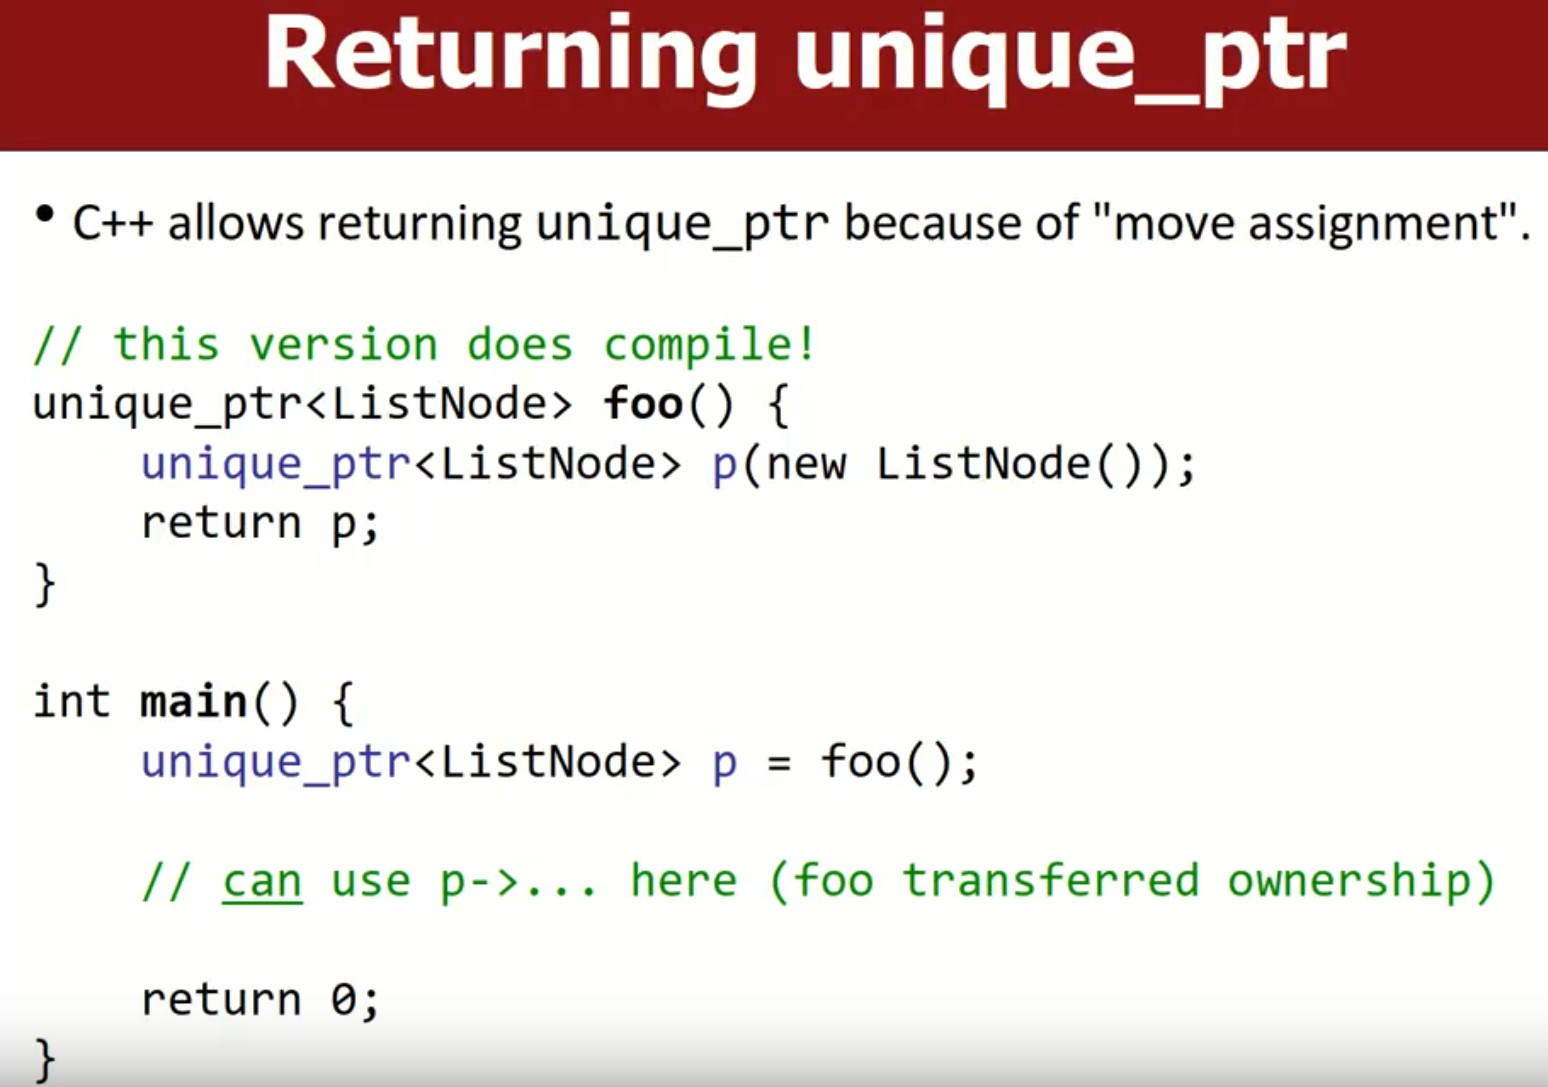 Returning unique_ptr
• C++ allows returning unique_ptr because of "move assignment".
// this version does compile!
unique_ptr<ListNode> foo() {
    unique_ptr<ListNode> p(new ListNode());
    return p;
}
int main() {
    unique_ptr<ListNode> p = foo();
    // can use p->... here (foo transferred ownership)
    return 0;
}